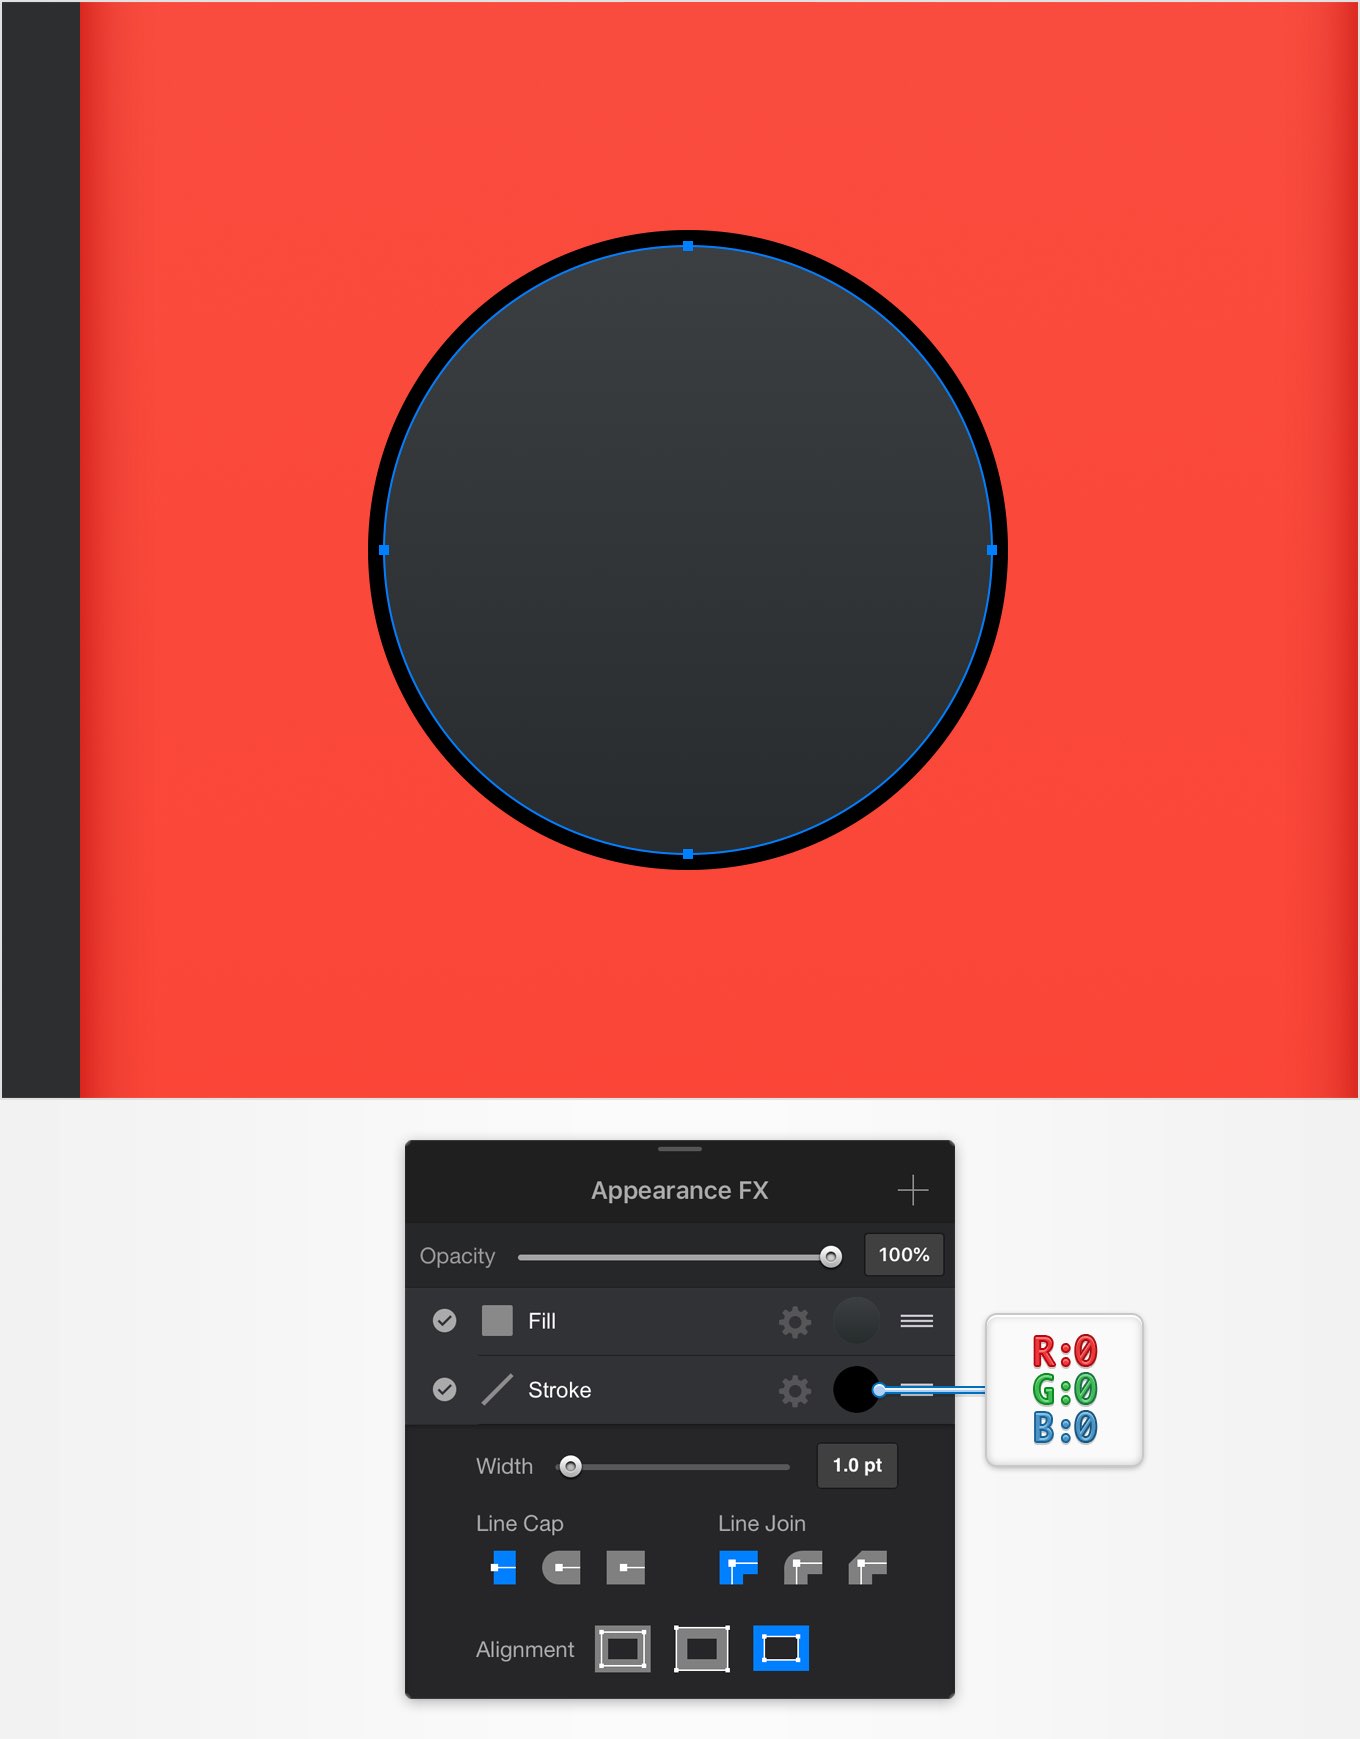 Appearance FX
Opacity 100%
Fill
Stroke
R:0
G:0
B:0
Width 1.0 pt
Line Cap Line Join
Alignment